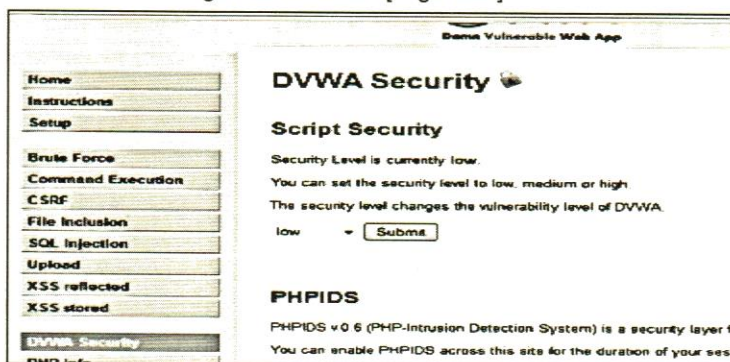 Damn Vulnerable Web App
Home
Instructions
Setup
Brute Force
Command Execution
CSRF
File Inclusion
SQL Injection
Upload
XSS reflected
XSS stored
DVWA Security
PHP Info
DVWA Security
Script Security
Security Level is currently low.
You can set the security level to low, medium or high.
The security level changes the vulnerability level of DVWA.
low Submit
PHPIDS
PHPIDS v.0.6 (PHP-Intrusion Detection System) is a security layer
You can enable PHPIDS across this site for the duration of your